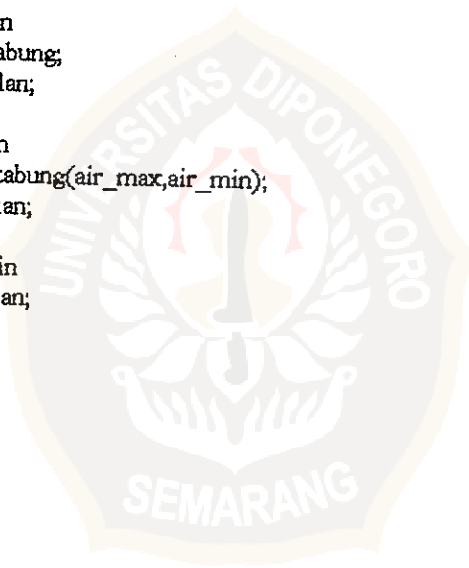 n
abung;
lan;
n
tabung(air_max,air_min);
an;
in
an;
UNIVERSITAS DIPONEGORO
SEMARANG